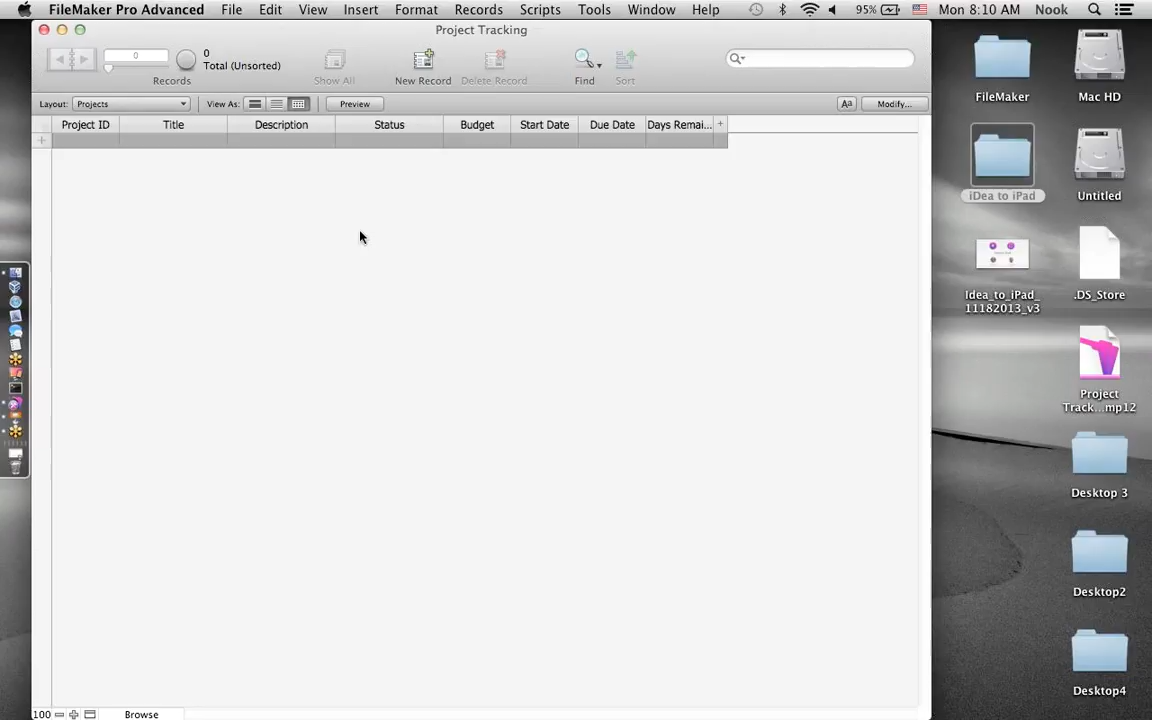 FileMaker Pro Advanced File Edit View Insert Format Records Scripts Tools Window Help 95% Mon 8:10 AM Nook
Project Tracking
0
0
Total (Unsorted)
Records
Show All
New Record
Delete Record
Find
Sort
Layout: Projects
View As:
Preview
Aa
Modify...
Project ID Title Description Status Budget Start Date Due Date Days Remai... +
100
Browse
FileMaker
Mac HD
iDea to iPad
Untitled
Idea_to_iPad_
11182013_v3
.DS_Store
Project
Track...mp12
Desktop 3
Desktop2
Desktop4